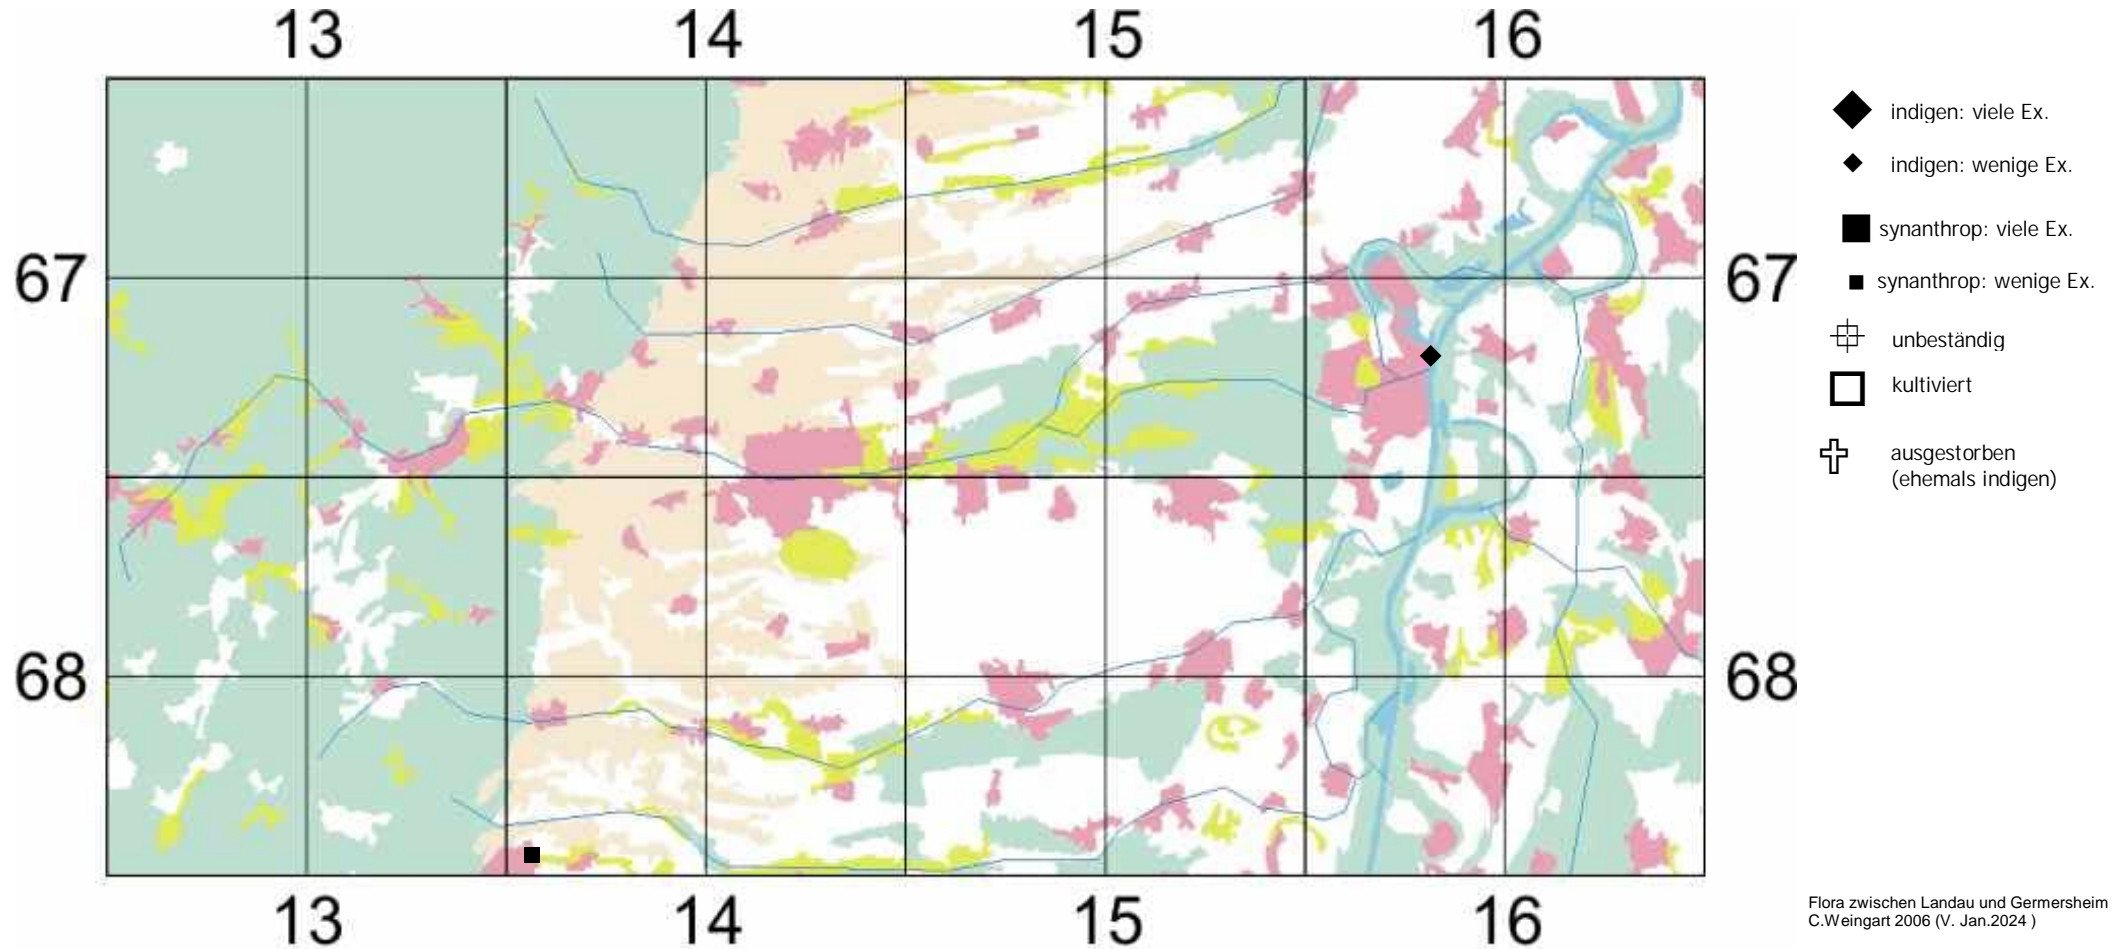 13 14 15 16
67 67
68 68
13 14 15 16
indigen: viele Ex.
indigen: wenige Ex.
synanthrop: viele Ex.
synanthrop: wenige Ex.
unbeständig
kultiviert
ausgestorben
(ehemals indigen)
Flora zwischen Landau und Germersheim
C.Weingart 2006 (V. Jan.2024 )